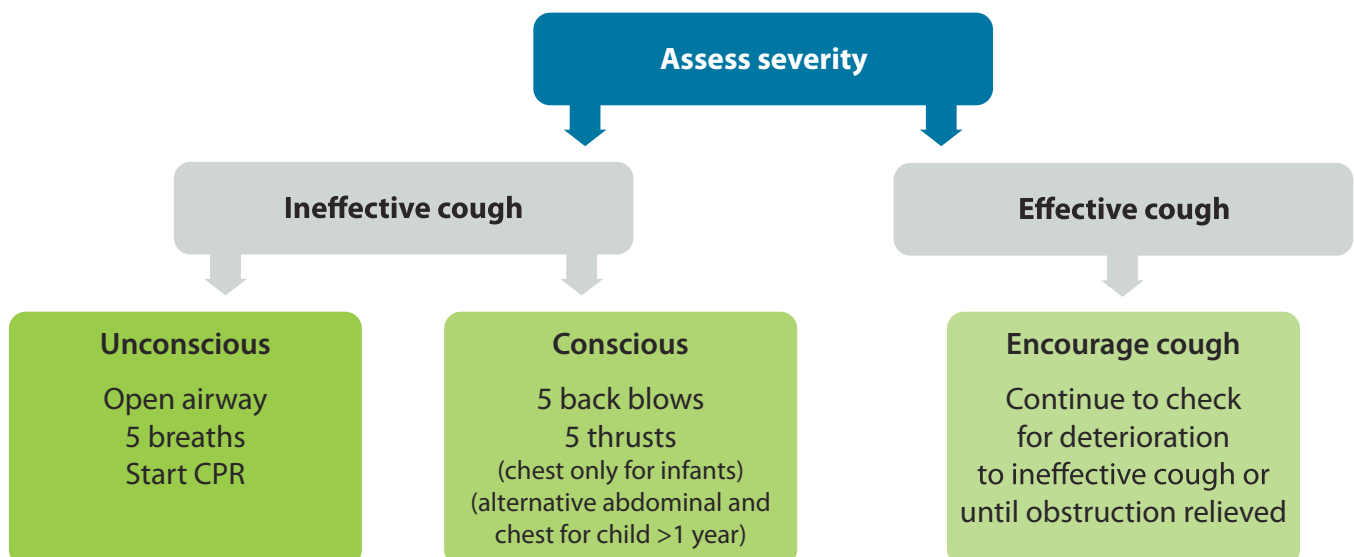 Assess severity
Ineffective cough
Effective cough
Unconscious
Open airway
5 breaths
Start CPR
Conscious
5 back blows
5 thrusts
(chest only for infants)
(alternative abdominal and
chest for child >1 year)
Encourage cough
Continue to check
for deterioration
to ineffective cough or
until obstruction relieved